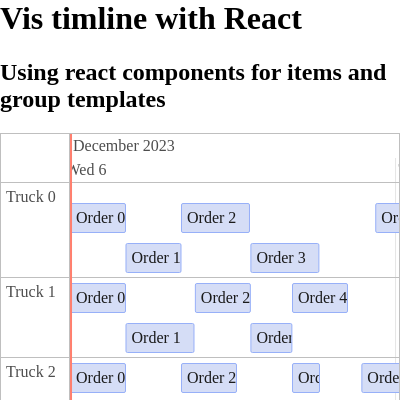 Vis timline with React
Using react components for items and
group templates
December 2023
Wed 6
Truck 0
Order 0
Order 2
Or
Order 1
Order 3
Truck 1
Order 0
Order 2
Order 4
Order 1
Order
Truck 2
Order 0
Order 2
Orc
Orde